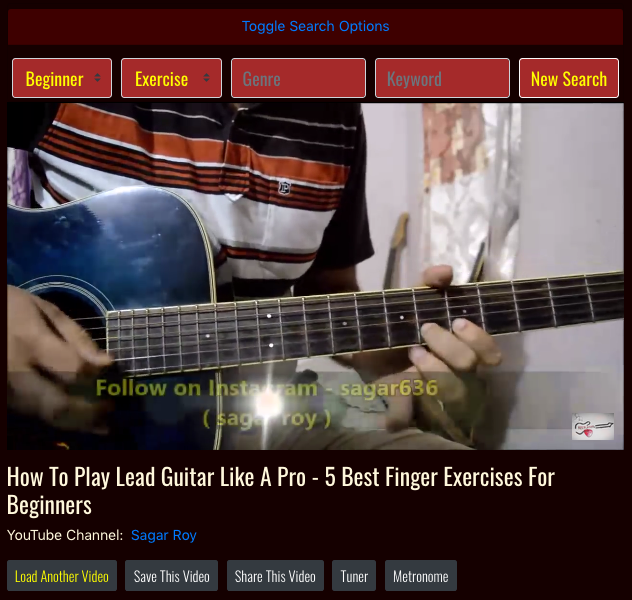 Toggle Search Options
Beginner Exercise Genre Keyword New Search
Follow on Instagram - sagar636
( sagar roy )
How To Play Lead Guitar Like A Pro - 5 Best Finger Exercises For
Beginners
YouTube Channel: Sagar Roy
Load Another Video Save This Video Share This Video Tuner Metronome